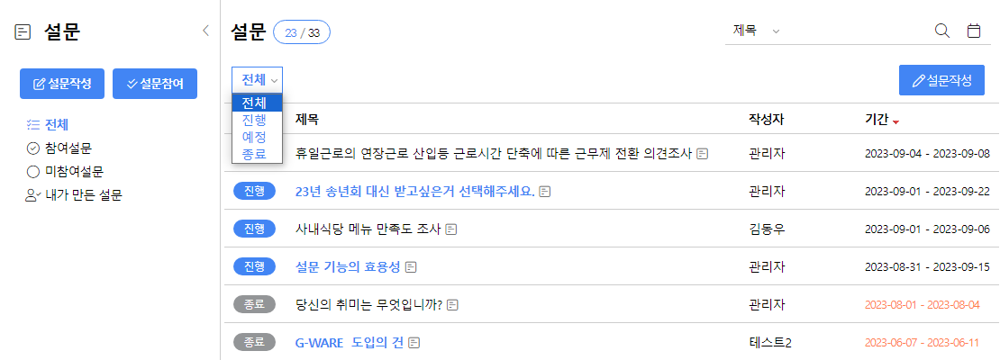 설문
설문작성 설문참여
전체
참여설문
미참여설문
내가 만든 설문
설문 23 / 33 제목
전체 설문작성
전체
진행
예정
종료
제목 작성자 기간
휴일근로의 연장근로 산입등 근로시간 단축에 따른 근무제 전환 의견조사 관리자 2023-09-04 - 2023-09-08
진행 23년 송년회 대신 받고싶은거 선택해주세요. 관리자 2023-09-01 - 2023-09-22
진행 사내식당 메뉴 만족도 조사 김동우 2023-09-01 - 2023-09-06
진행 설문 기능의 효용성 관리자 2023-08-31 - 2023-09-15
종료 당신의 취미는 무엇입니까? 관리자 2023-08-01 - 2023-08-04
종료 G-WARE 도입의 건 테스트2 2023-06-07 - 2023-06-11